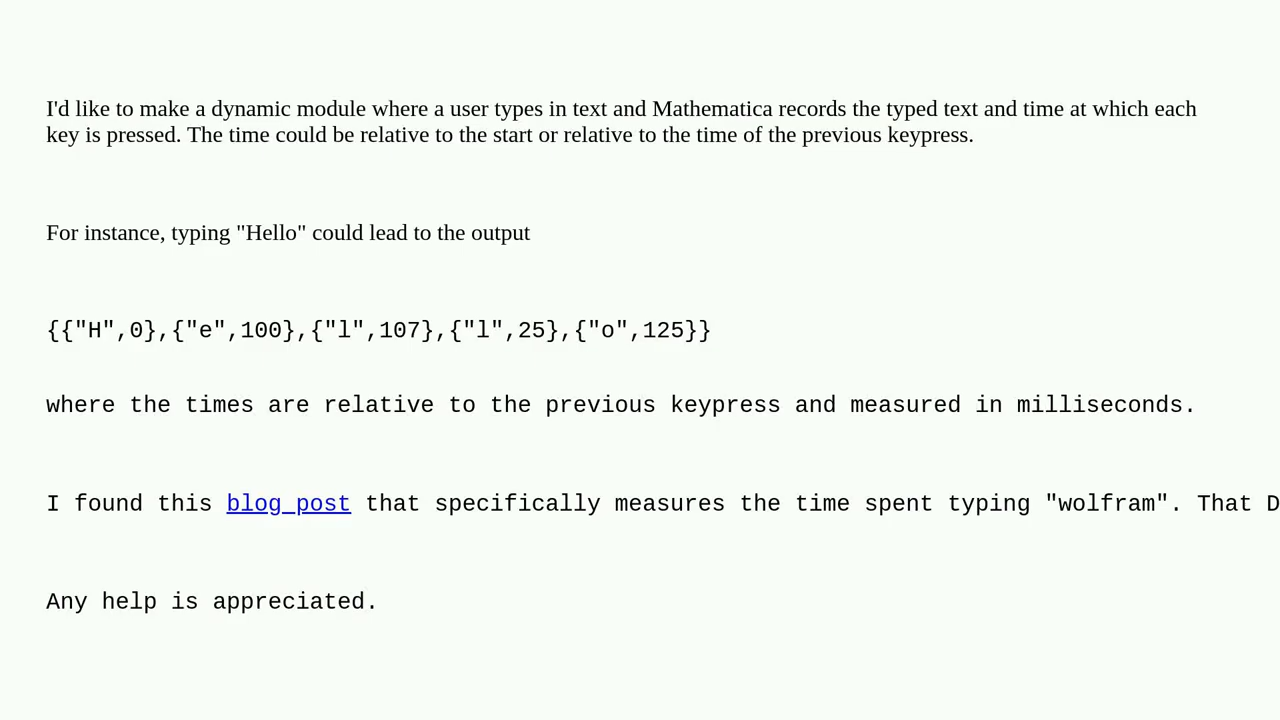 I'd like to make a dynamic module where a user types in text and Mathematica records the typed text and time at which each
key is pressed. The time could be relative to the start or relative to the time of the previous keypress.
For instance, typing "Hello" could lead to the output
{{"H",0},{"e",100},{"l",107},{"l",25},{"o",125}}
where the times are relative to the previous keypress and measured in milliseconds.
I found this blog post that specifically measures the time spent typing "wolfram". That D
Any help is appreciated.